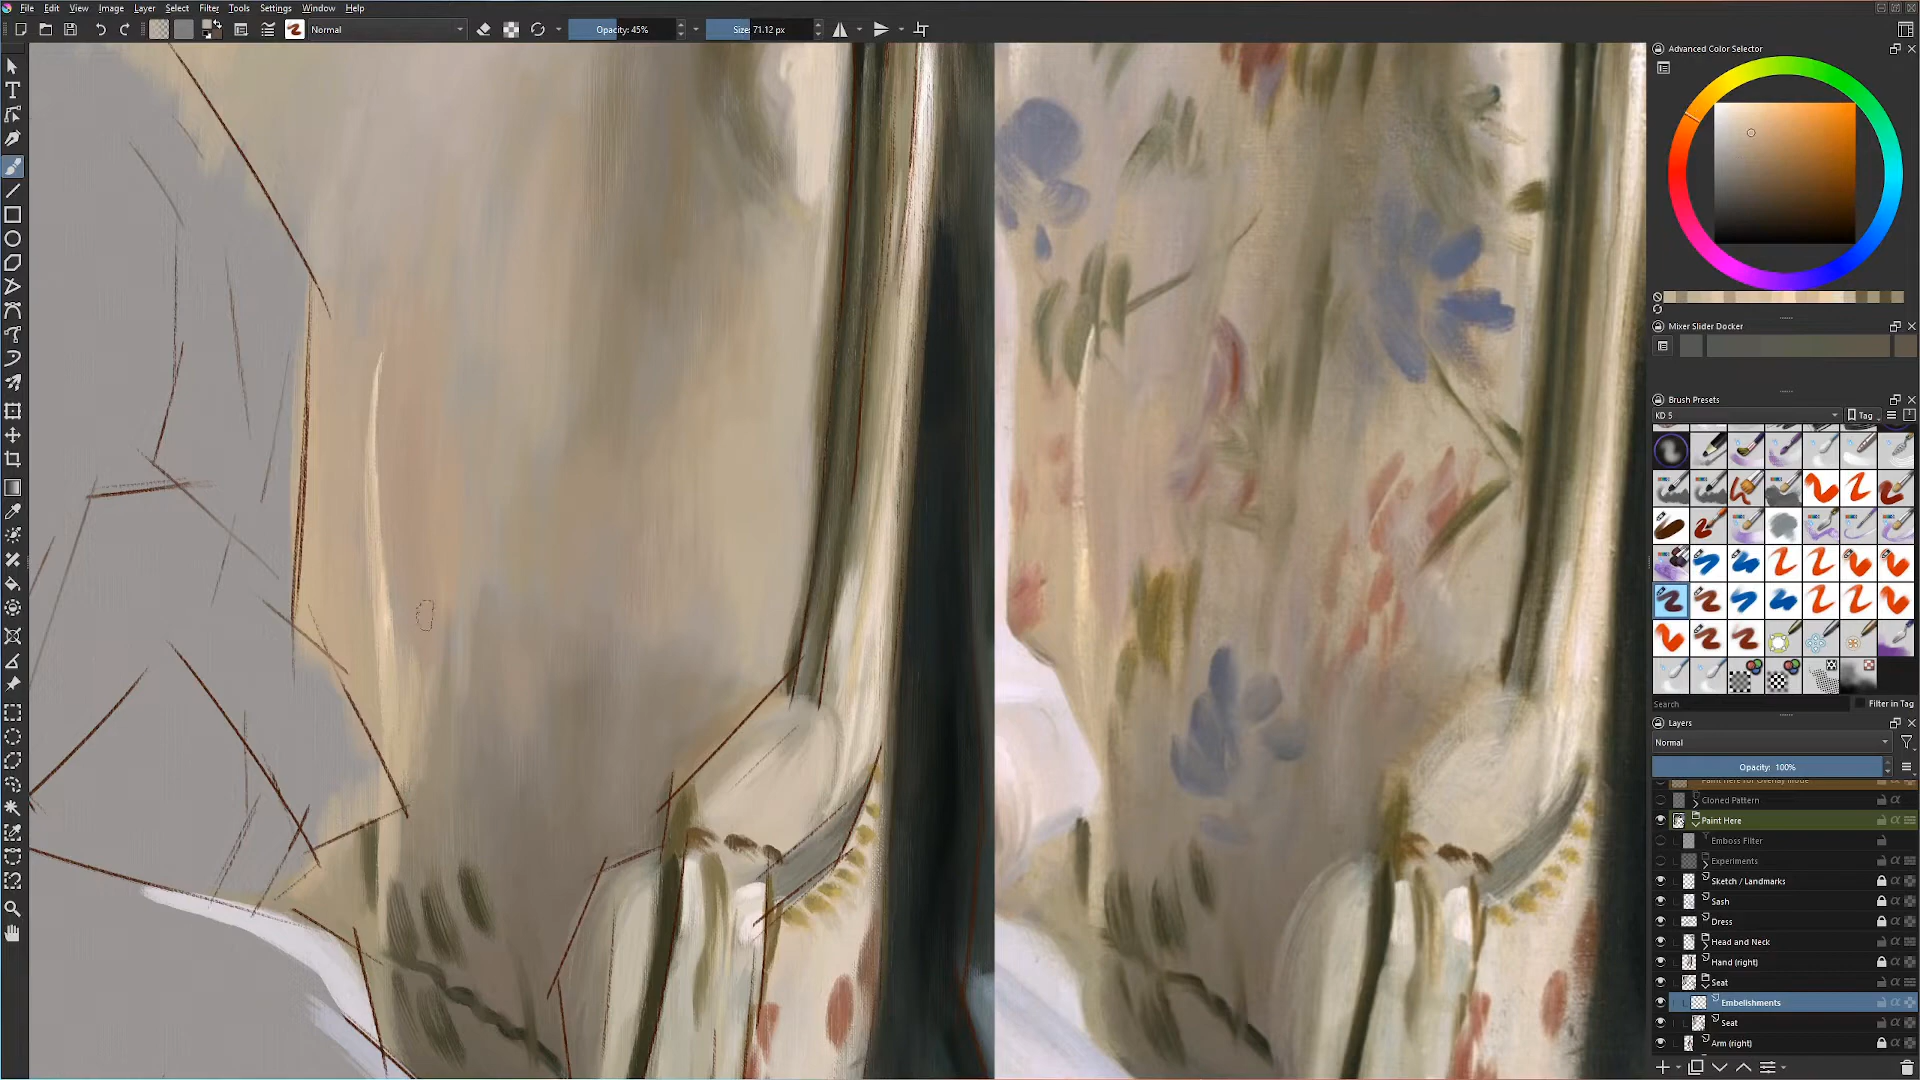 File Edit View Image Layer Select Filter Tools Settings Window Help
Normal
Opacity: 45%
Size: 71.12 px
Advanced Color Selector
Mixer Slider Docker
Brush Presets
KD 5
Tag
Search
Filter in Tag
Layers
Normal
Opacity: 100%
Cloned Pattern
Paint Here
Emboss Filter
Experiments
Sketch / Landmarks
Sash
Dress
Head and Neck
Hand (right)
Seat
Embelishments
Seat
Arm (right)